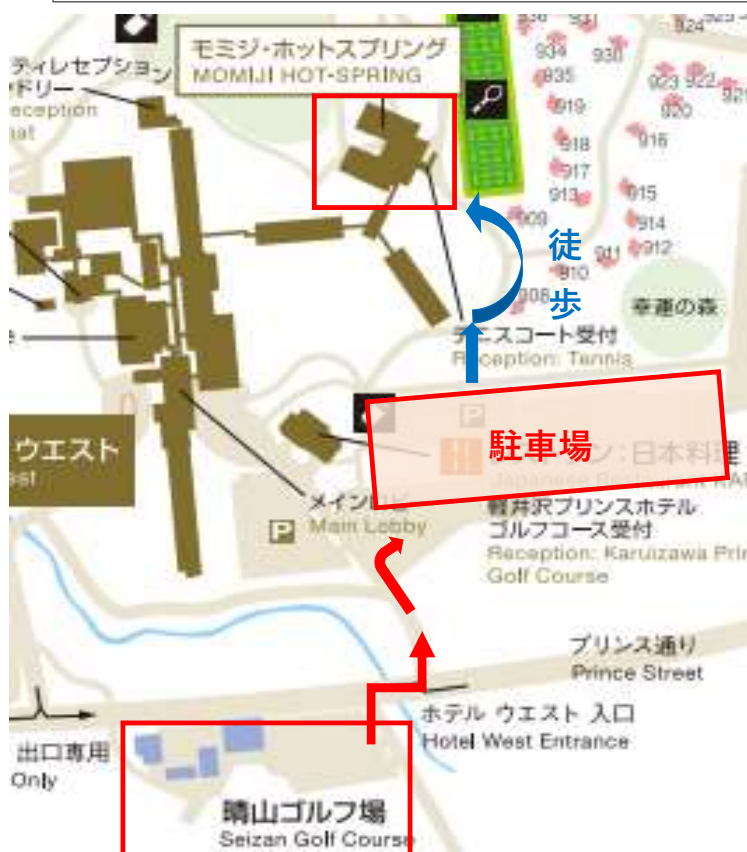 モミジ・ホットスプリング
MOMIJI HOT-SPRING
ティレセプション
ドリー
eception
934
930
935
923
922
920
919
918
916
917
913
915
914
912
909
911
910
908
徒歩
幸運の森
テニスコート受付
Reception: Tennis
P
駐車場
ン：日本料理
ウエスト
メインロビー
Main Lobby
P
軽井沢プリンスホテル
ゴルフコース受付
Reception: Karuizawa Prin
Golf Course
プリンス通り
Prince Street
ホテル ウエスト 入口
Hotel West Entrance
出口専用
Only
晴山ゴルフ場
Seizan Golf Course